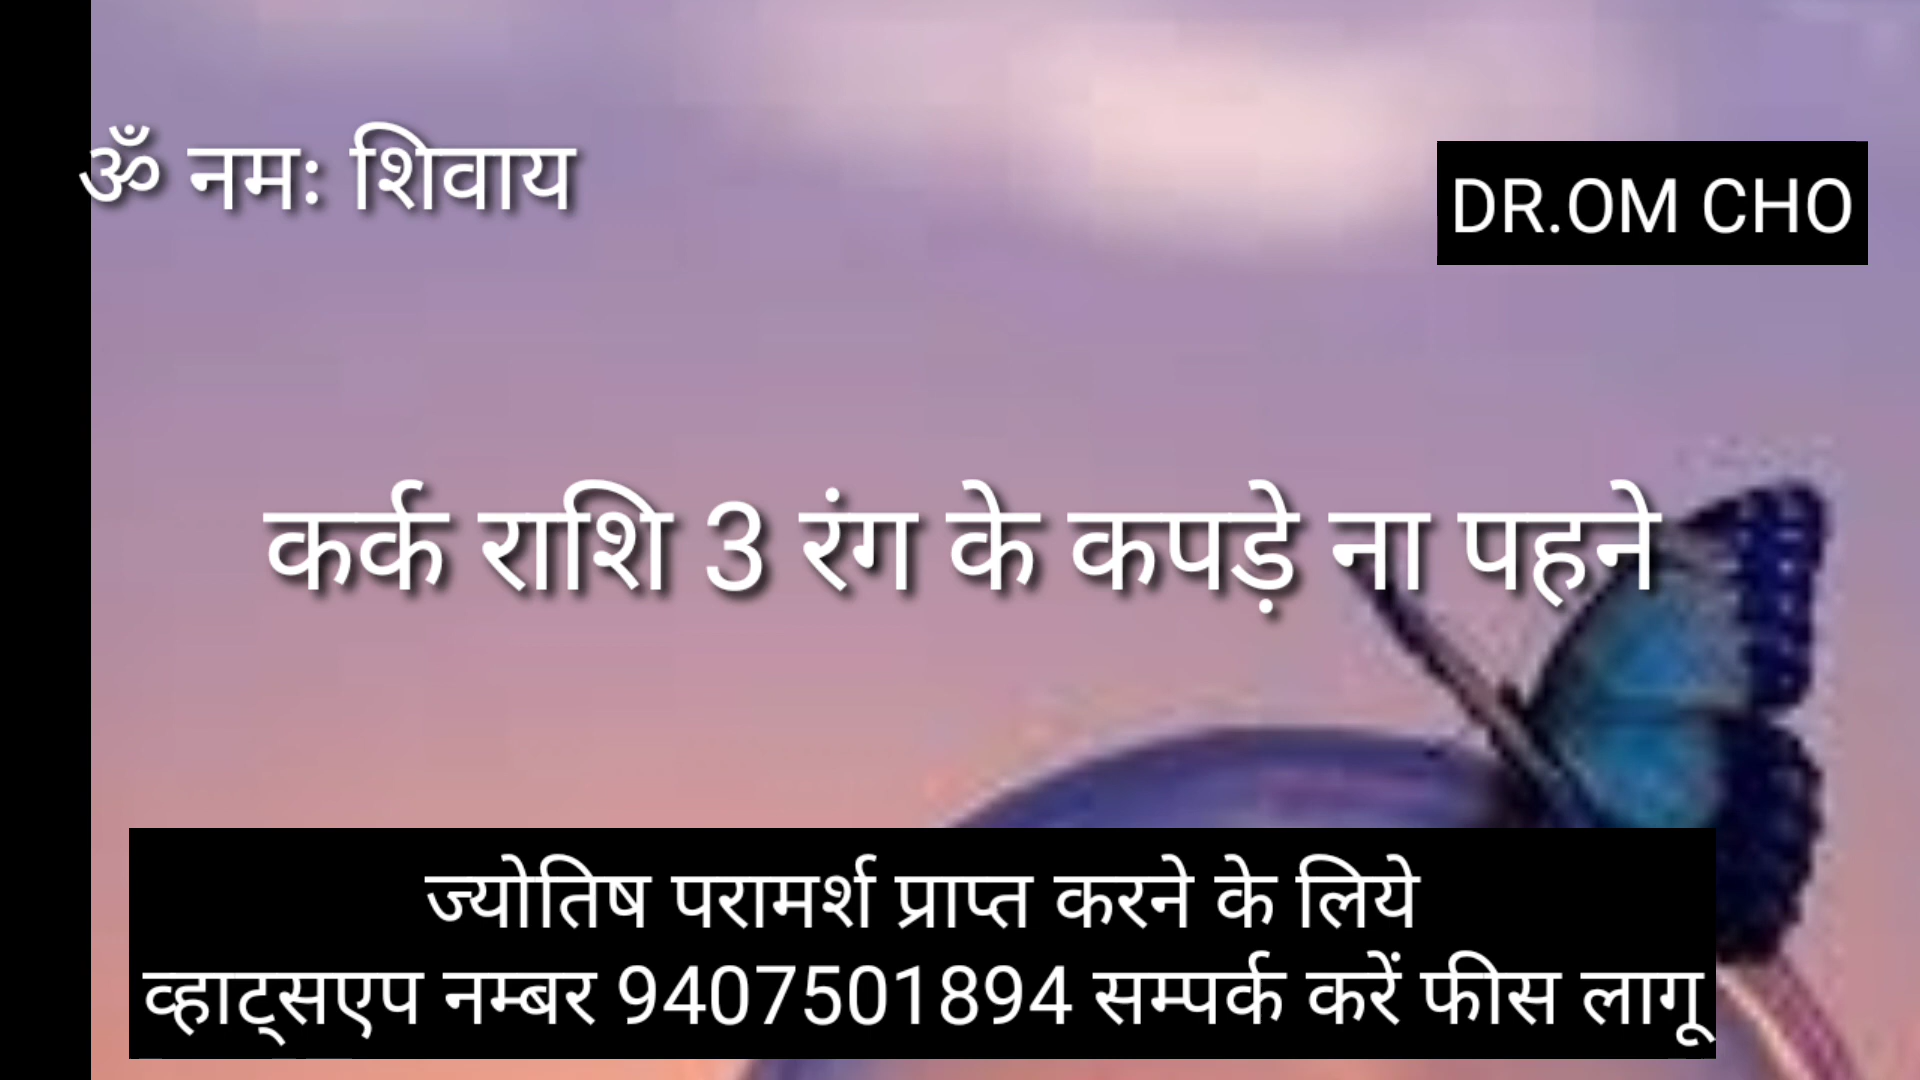 ॐ नमः शिवाय
DR.OM CHO
कर्क राशि 3 रंग के कपड़े ना पहने
ज्योतिष परामर्श प्राप्त करने के लिये
व्हाट्सएप नम्बर 9407501894 सम्पर्क करें फीस लागू